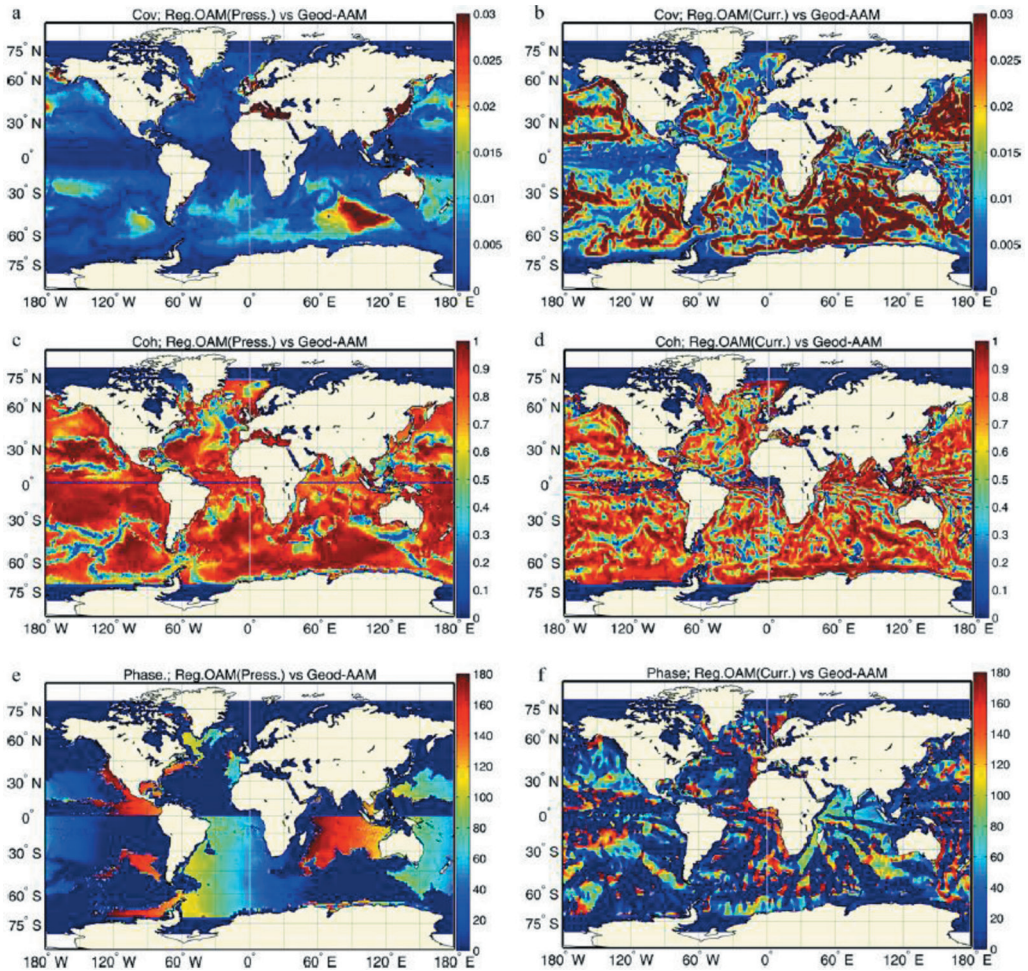 a
Cov; Reg.OAM(Press.) vs Geod-AAM
75° N
60° N
30° N
0°
30° S
60° S
75° S
180° W 120° W 60° W 0° 60° E 120° E 180° E
0.03
0.025
0.02
0.015
0.01
0.005
0
b
Cov; Reg.OAM(Curr.) vs Geod-AAM
75° N
60° N
30° N
0°
30° S
60° S
75° S
180° W 120° W 60° W 0° 60° E 120° E 180° E
0.03
0.025
0.02
0.015
0.01
0.005
0
c
Coh; Reg.OAM(Press.) vs Geod-AAM
75° N
60° N
30° N
0°
30° S
60° S
75° S
180° W 120° W 60° W 0° 60° E 120° E 180° E
1
0.9
0.8
0.7
0.6
0.5
0.4
0.3
0.2
0.1
0
d
Coh; Reg.OAM(Curr.) vs Geod-AAM
75° N
60° N
30° N
0°
30° S
60° S
75° S
180° W 120° W 60° W 0° 60° E 120° E 180° E
1
0.9
0.8
0.7
0.6
0.5
0.4
0.3
0.2
0.1
0
e
Phase.; Reg.OAM(Press.) vs Geod-AAM
75° N
60° N
30° N
0°
30° S
60° S
75° S
180° W 120° W 60° W 0° 60° E 120° E 180° E
180
160
140
120
100
80
60
40
20
0
f
Phase; Reg.OAM(Curr.) vs Geod-AAM
75° N
60° N
30° N
0°
30° S
60° S
75° S
180° W 120° W 60° W 0° 60° E 120° E 180° E
180
160
140
120
100
80
60
40
20
0